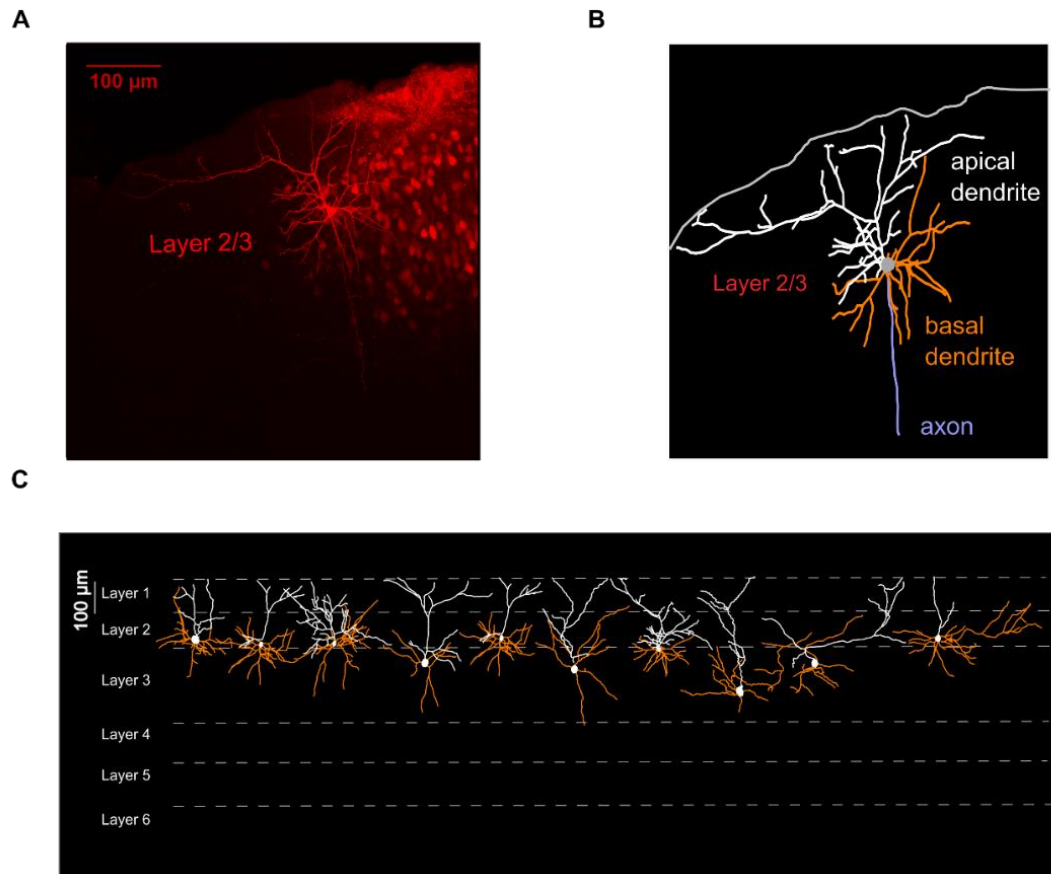 A
100 µm
Layer 2/3
B
apical
dendrite
Layer 2/3
basal
dendrite
axon
C
100 µm
Layer 1
Layer 2
Layer 3
Layer 4
Layer 5
Layer 6